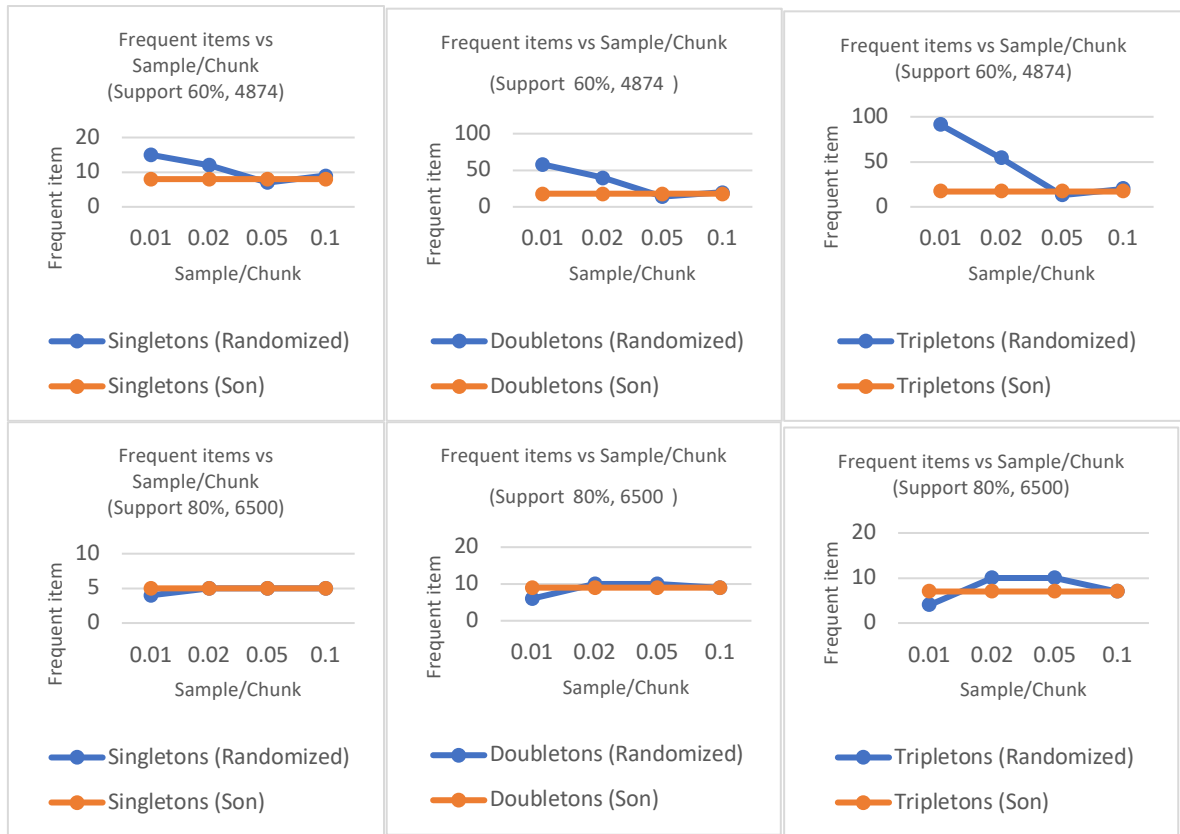 Frequent items vs
Sample/Chunk
(Support 60%, 4874)
Frequent item
20
10
0
0.01 0.02 0.05 0.1
Sample/Chunk
Singletons (Randomized)
Singletons (Son)
Frequent items vs Sample/Chunk
(Support 60%, 4874 )
Frequent item
100
50
0
0.01 0.02 0.05 0.1
Sample/Chunk
Doubletons (Randomized)
Doubletons (Son)
Frequent items vs Sample/Chunk
(Support 60%, 4874)
Frequent item
100
50
0
0.01 0.02 0.05 0.1
Sample/Chunk
Tripletons (Randomized)
Tripletons (Son)
Frequent items vs
Sample/Chunk
(Support 80%, 6500)
Frequent item
10
5
0
0.01 0.02 0.05 0.1
Sample/Chunk
Singletons (Randomized)
Singletons (Son)
Frequent items vs Sample/Chunk
(Support 80%, 6500 )
Frequent item
20
10
0
0.01 0.02 0.05 0.1
Sample/Chunk
Doubletons (Randomized)
Doubletons (Son)
Frequent items vs Sample/Chunk
(Support 80%, 6500)
Frequent item
20
10
0
0.01 0.02 0.05 0.1
Sample/Chunk
Tripletons (Randomized)
Tripletons (Son)